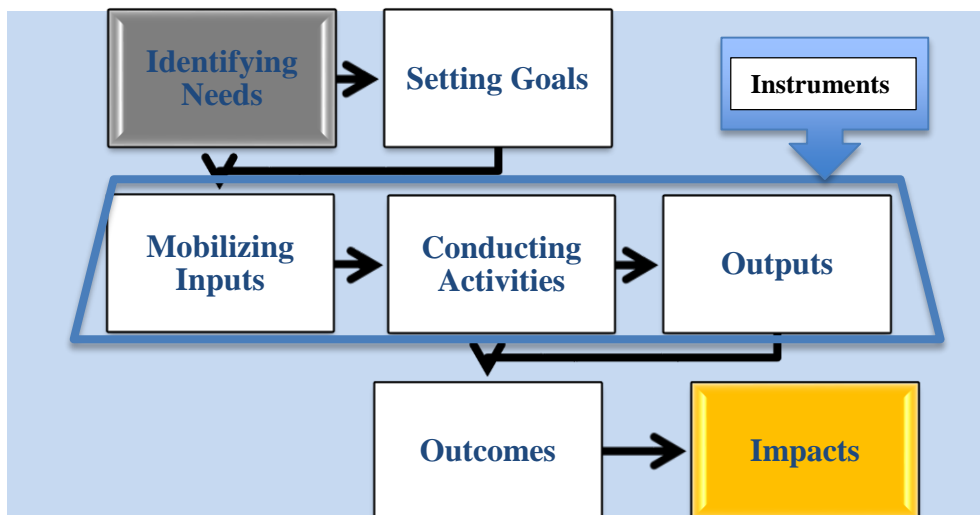 Identifying
Needs
Setting Goals
Instruments
Mobilizing
Inputs
Conducting
Activities
Outputs
Outcomes
Impacts